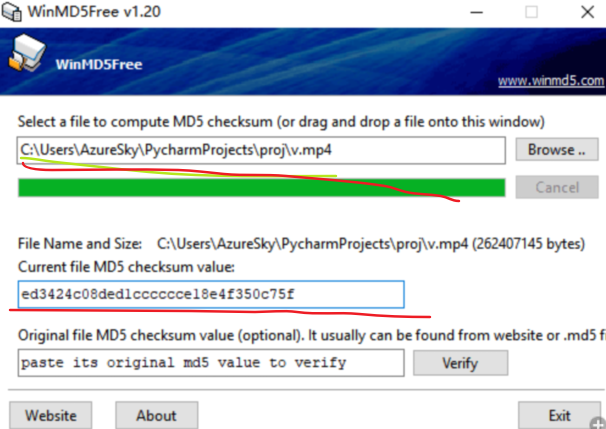 WinMD5Free v1.20
WinMD5Free
www.winmd5.com
Select a file to compute MD5 checksum (or drag and drop a file onto this window)
C:\Users\AzureSky\PycharmProjects\proj\v.mp4
Browse ..
Cancel
File Name and Size: C:\Users\AzureSky\PycharmProjects\proj\v.mp4 (262407145 bytes)
Current file MD5 checksum value:
ed3424c08ded1cccccce18e4f350c75f
Original file MD5 checksum value (optional). It usually can be found from website or .md5 f
paste its original md5 value to verify
Verify
Website
About
Exit